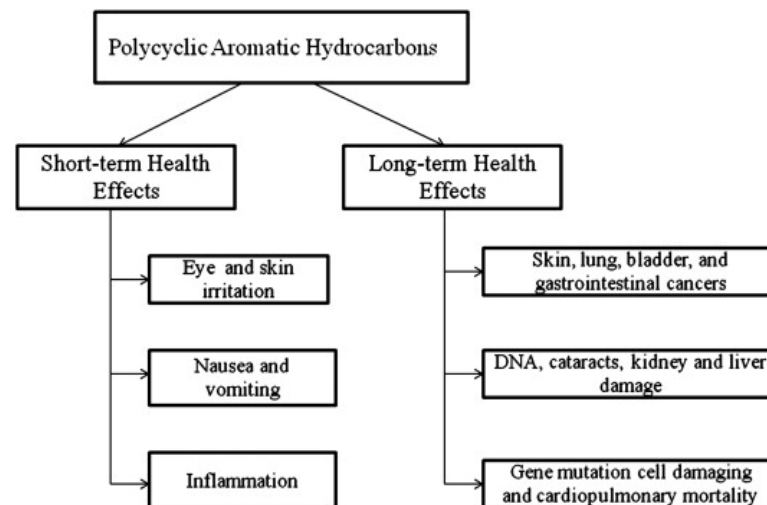 Polycyclic Aromatic Hydrocarbons
Short-term Health
Effects
Long-term Health
Effects
Eye and skin
irritation
Skin, lung, bladder, and
gastrointestinal cancers
Nausea and
vomiting
DNA, cataracts, kidney and liver
damage
Inflammation
Gene mutation cell damaging
and cardiopulmonary mortality